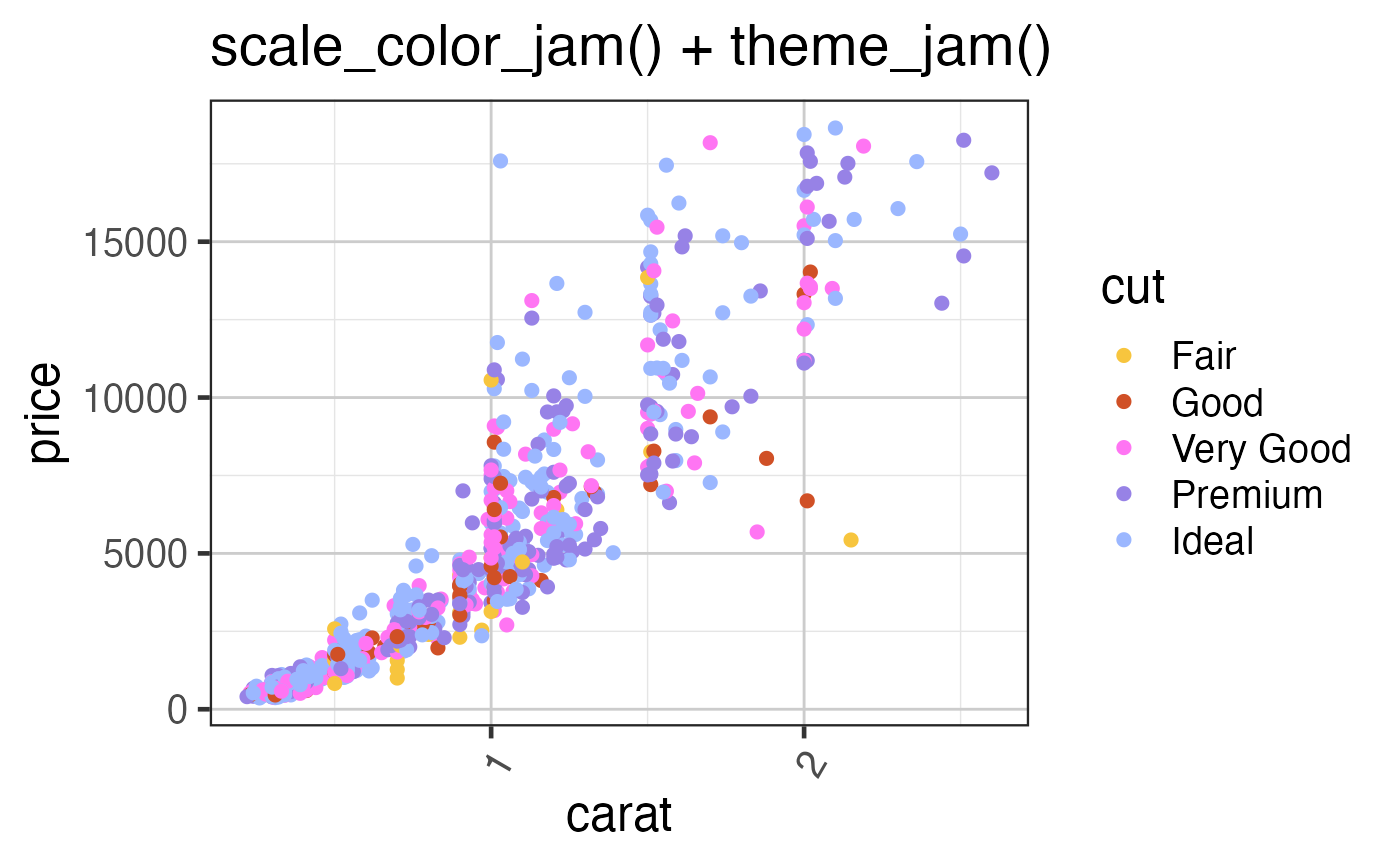 scale_color_jam() + theme_jam()
price
15000
10000
5000
0
1
2
carat
cut
Fair
Good
Very Good
Premium
Ideal